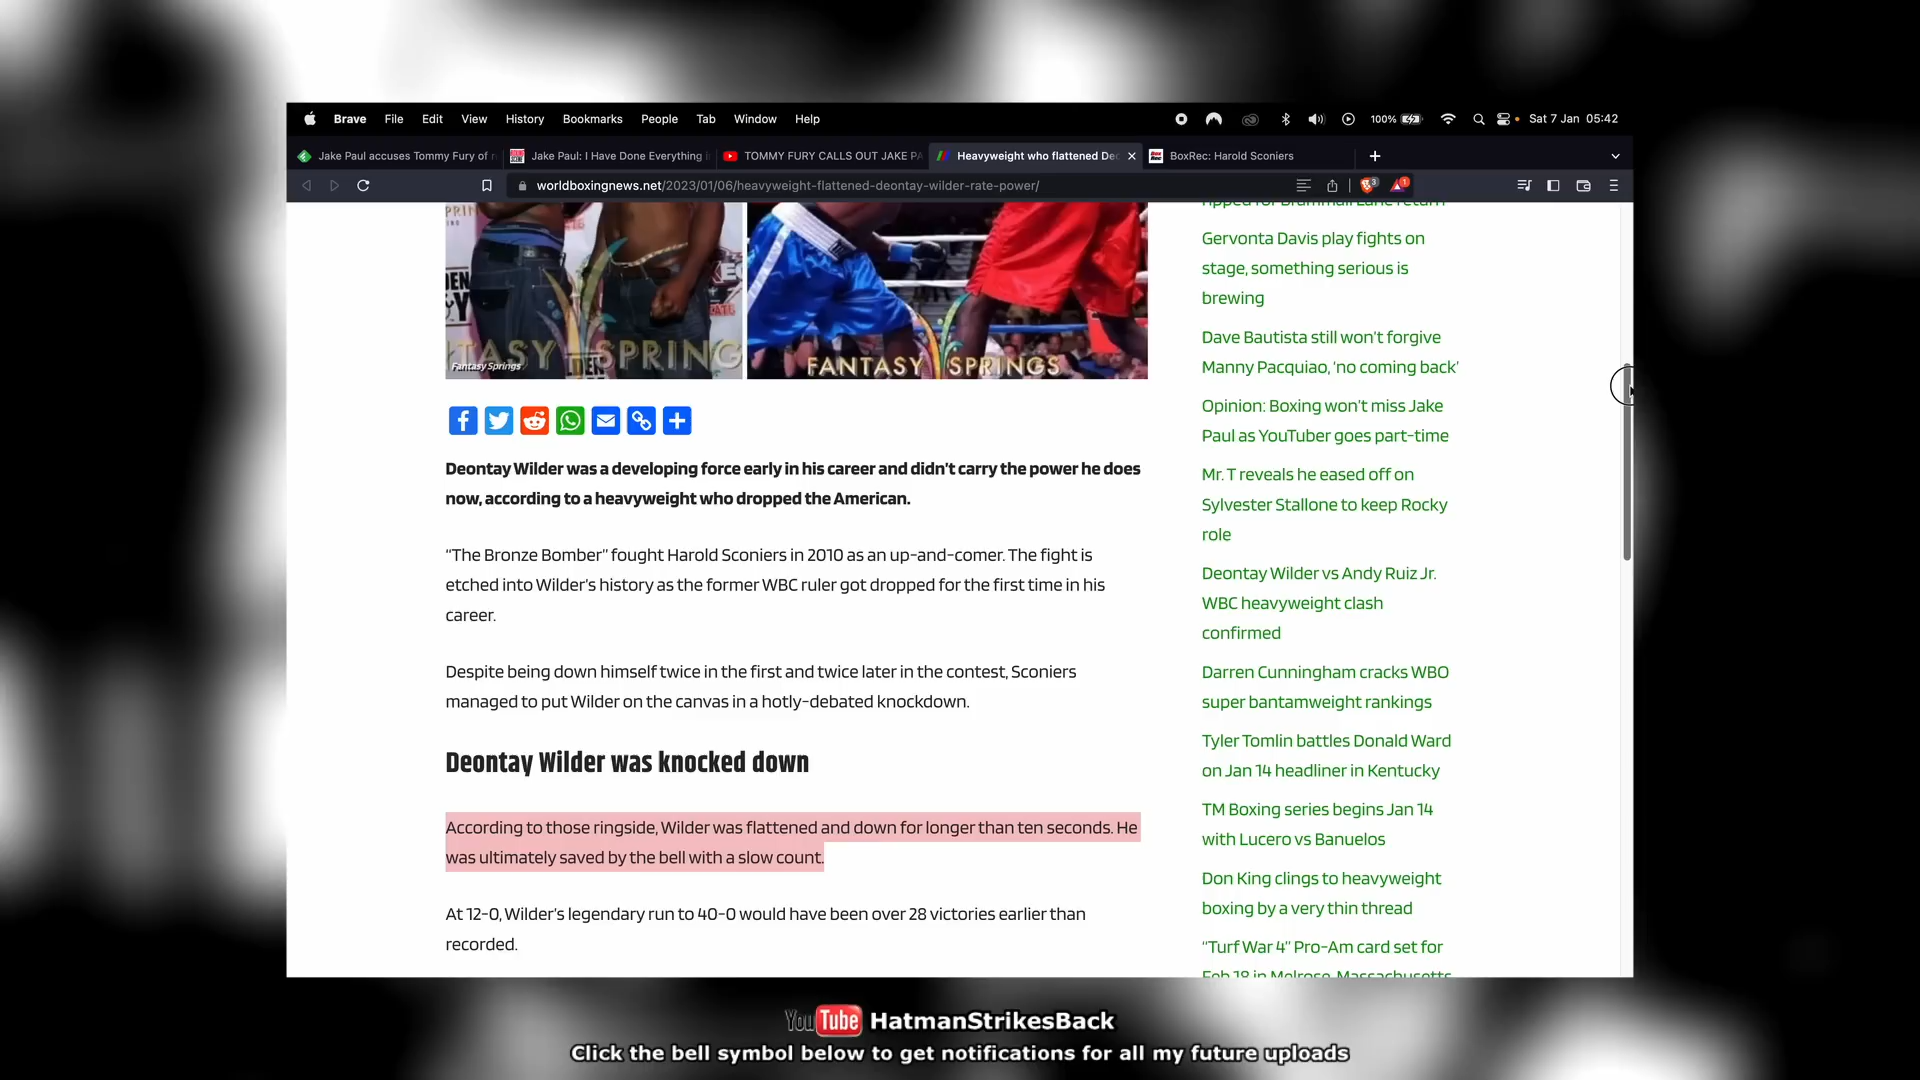 Brave File Edit View History Bookmarks People Tab Window Help 100% Sat 7 Jan 05:42
Jake Paul accuses Tommy Fury of r
Jake Paul: I Have Done Everything i
TOMMY FURY CALLS OUT JAKE PA
Heavyweight who flattened De
BoxRec: Harold Sconiers
worldboxingnews.net/2023/01/06/heavyweight-flattened-deontay-wilder-rate-power/
Fantasy Springs
FANTASY SPRINGS
Deontay Wilder was a developing force early in his career and didn't carry the power he does
now, according to a heavyweight who dropped the American.
"The Bronze Bomber" fought Harold Sconiers in 2010 as an up-and-comer. The fight is
etched into Wilder's history as the former WBC ruler got dropped for the first time in his
career.
Despite being down himself twice in the first and twice later in the contest, Sconiers
managed to put Wilder on the canvas in a hotly-debated knockdown.
Deontay Wilder was knocked down
According to those ringside, Wilder was flattened and down for longer than ten seconds. He
was ultimately saved by the bell with a slow count.
At 12-0, Wilder's legendary run to 40-0 would have been over 28 victories earlier than
recorded.
Gervonta Davis play fights on
stage, something serious is
brewing
Dave Bautista still won't forgive
Manny Pacquiao, 'no coming back'
Opinion: Boxing won't miss Jake
Paul as YouTuber goes part-time
Mr. T reveals he eased off on
Sylvester Stallone to keep Rocky
role
Deontay Wilder vs Andy Ruiz Jr.
WBC heavyweight clash
confirmed
Darren Cunningham cracks WBO
super bantamweight rankings
Tyler Tomlin battles Donald Ward
on Jan 14 headliner in Kentucky
TM Boxing series begins Jan 14
with Lucero vs Banuelos
Don King clings to heavyweight
boxing by a very thin thread
"Turf War 4" Pro-Am card set for
Feb 18 in Melrose, Massachusetts
YouTube HatmanStrikesBack
Click the bell symbol below to get notifications for all my future uploads